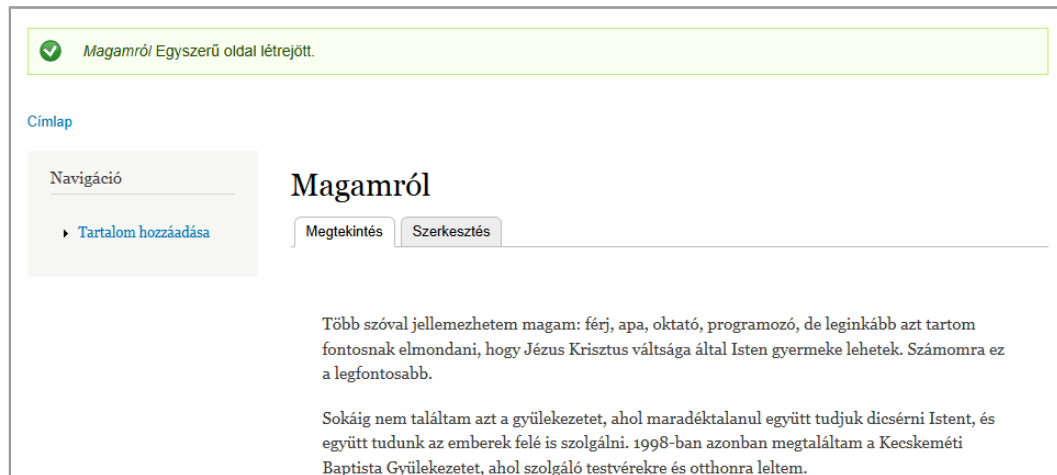 Magamról Egyszerű oldal létrejött.
Címlap
Navigáció
Tartalom hozzáadása
Magamról
Megtekintés
Szerkesztés
Több szóval jellemezhetem magam: férj, apa, oktató, programozó, de leginkább azt tartom
fontosnak elmondani, hogy Jézus Krisztus váltsága által Isten gyermeke lehetek. Számomra ez
a legfontosabb.
Sokáig nem találtam azt a gyülekezetet, ahol maradéktalanul együtt tudjuk dicsérni Istent, és
együtt tudunk az emberek felé is szolgálni. 1998-ban azonban megtaláltam a Kecskeméti
Baptista Gyülekezetet, ahol szolgáló testvérekre és otthonra leltem.